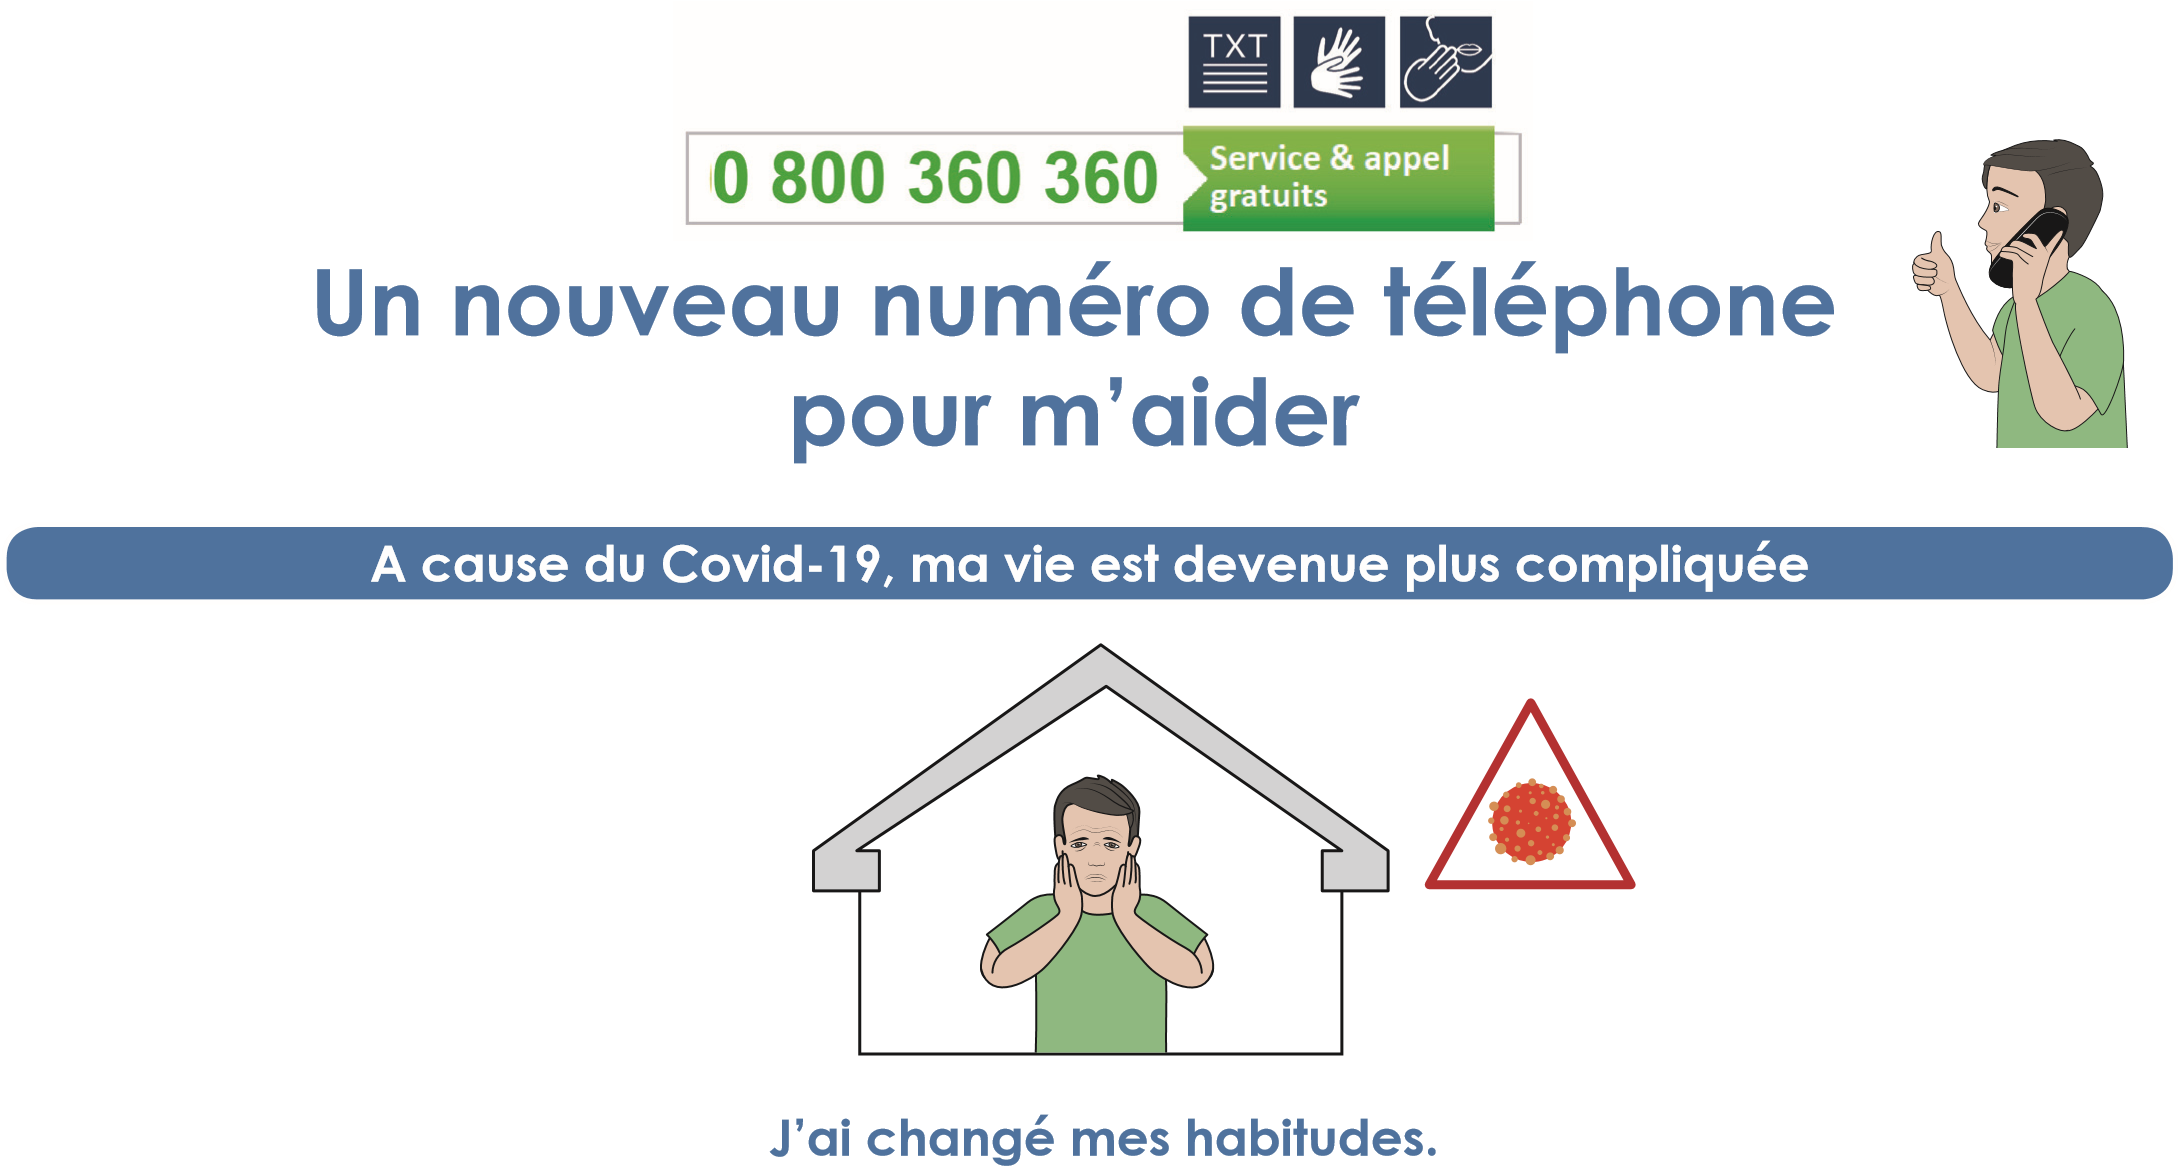 TXT
0 800 360 360
Service & appel
gratuits
Un nouveau numéro de téléphone
pour m’aider
A cause du Covid-19, ma vie est devenue plus compliquée
J’ai changé mes habitudes.